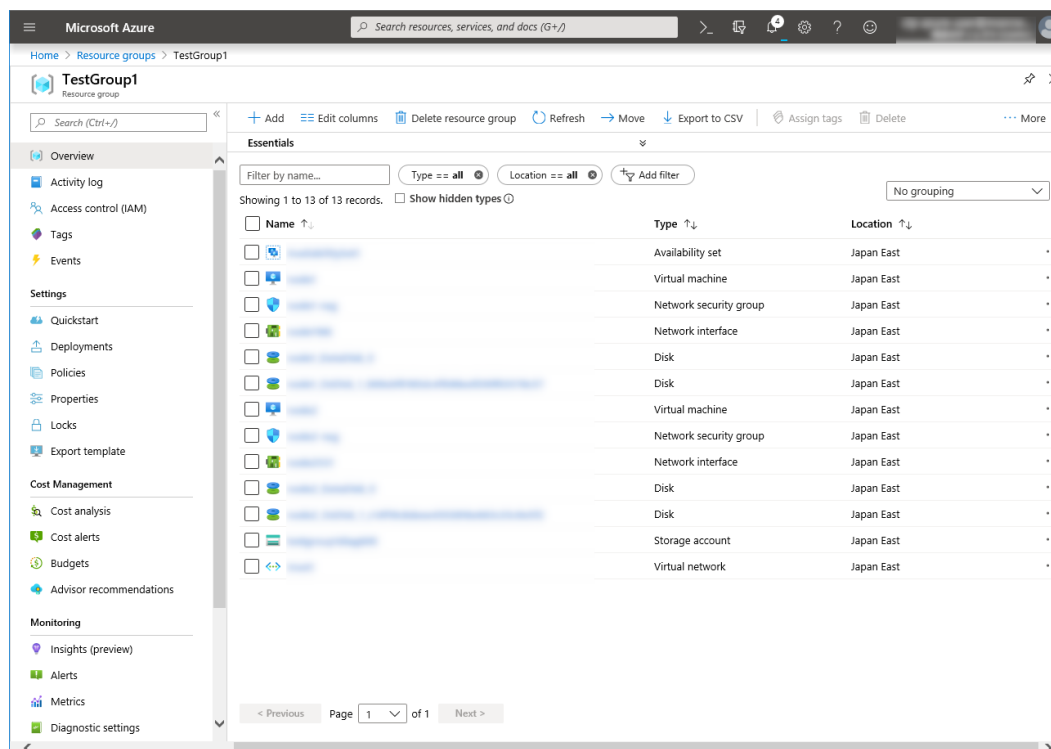 Microsoft Azure
Search resources, services, and docs (G+/)
4
Home > Resource groups > TestGroup1
TestGroup1
Resource group
Search (Ctrl+/)
Overview
Activity log
Access control (IAM)
Tags
Events
Settings
Quickstart
Deployments
Policies
Properties
Locks
Export template
Cost Management
Cost analysis
Cost alerts
Budgets
Advisor recommendations
Monitoring
Insights (preview)
Alerts
Metrics
Diagnostic settings
Add Edit columns Delete resource group Refresh Move Export to CSV Assign tags Delete ··· More
Essentials
Filter by name... Type == all Location == all Add filter
Showing 1 to 13 of 13 records. Show hidden types No grouping
Name ↑↓ Type ↑↓ Location ↑↓
Availability set Japan East
Virtual machine Japan East
Network security group Japan East
Network interface Japan East
Disk Japan East
Disk Japan East
Virtual machine Japan East
Network security group Japan East
Network interface Japan East
Disk Japan East
Disk Japan East
Storage account Japan East
Virtual network Japan East
< Previous Page 1 of 1 Next >